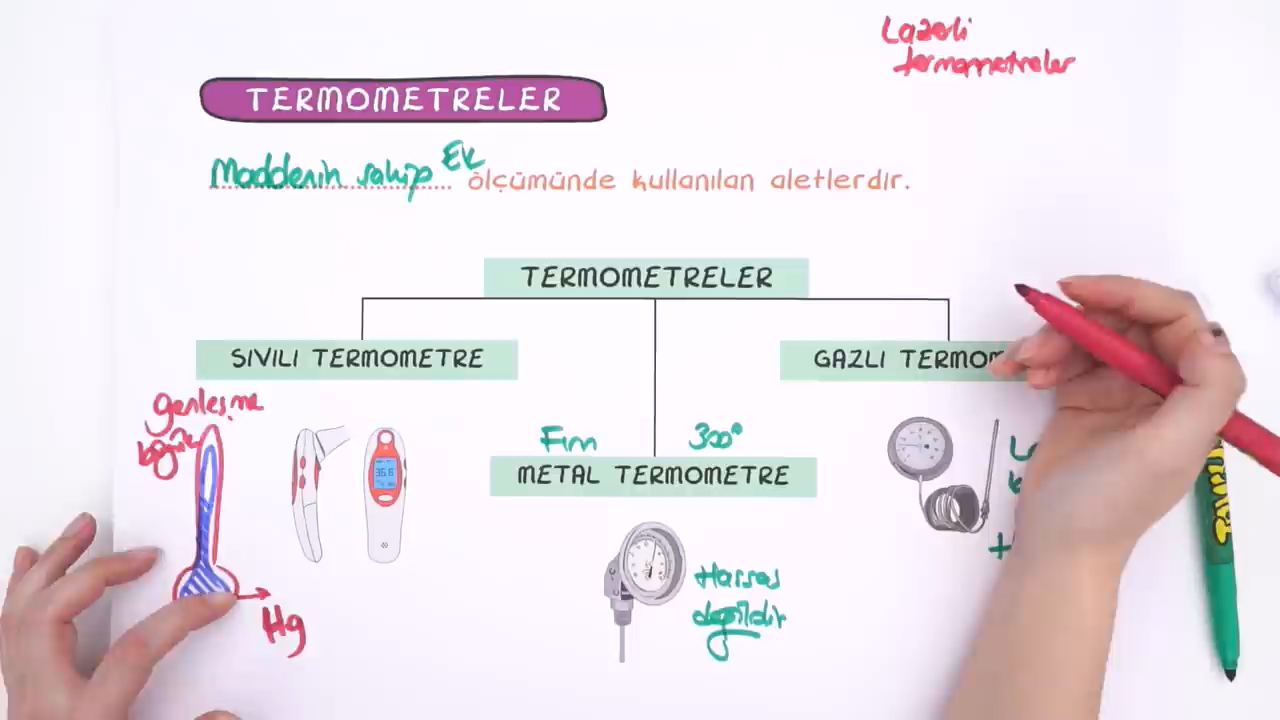 Lazerli
termometreler
TERMOMETRELER
Maddenin sahip Ek
ölçümünde kullanılan aletlerdir.
TERMOMETRELER
SIVILI TERMOMETRE
GAZLI TERMOM
genleşme
Fırın 300°
METAL TERMOMETRE
Hassas
değildir
Hg